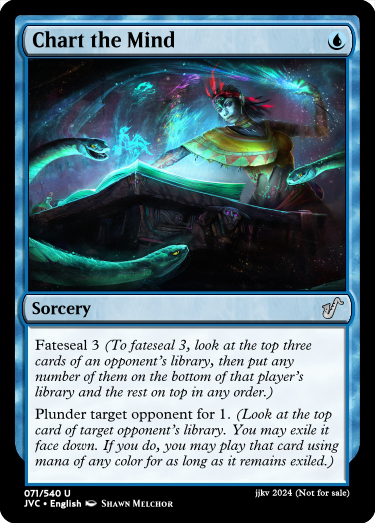 Chart the Mind
Sorcery
Fateseal 3 (To fateseal 3, look at the top three
cards of an opponent's library, then put any
number of them on the bottom of that player's
library and the rest on top in any order.)
Plunder target opponent for 1. (Look at the top
card of target opponent's library. You may exile it
face down. If you do, you may play that card using
mana of any color for as long as it remains exiled.)
071/540 U
JVC • English Shawn Melchor
jjkv 2024 (Not for sale)